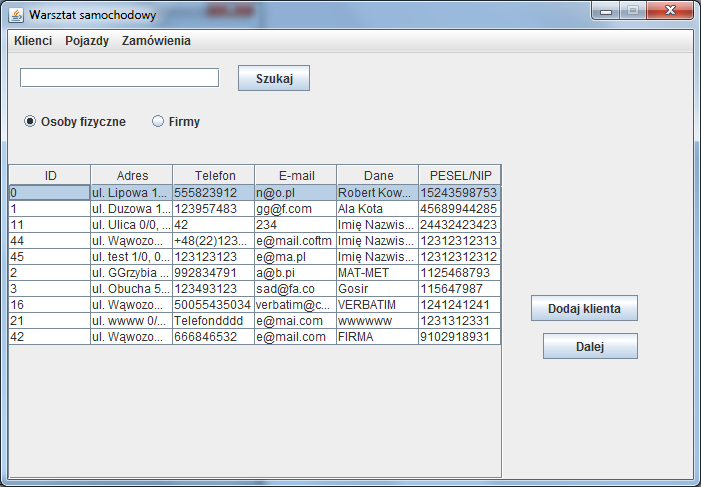 Warsztat samochodowy
Klienci Pojazdy Zamówienia
Szukaj
Osoby fizyczne Firmy
ID Adres Telefon E-mail Dane PESEL/NIP
0 ul. Lipowa 1... 555823912 n@o.pl Robert Kow... 15243598753
1 ul. Duzowa 1... 123957483 gg@f.com Ala Kota 45689944285
11 ul. Ulica 0/0, ... 42 234 Imię Nazwis... 24432423423
44 ul. Wąwozo... +48(22)123... e@mail.coftm Imię Nazwis... 12312312313
45 ul. test 1/0, 0... 123123123 e@ma.pl Imię Nazwis... 12312312312
2 ul. GGrzybia ... 992834791 a@b.pi MAT-MET 1125468793
3 ul. Obucha 5... 123493123 sad@fa.co Gosir 115647987
16 ul. Wąwozo... 50055435034 verbatim@c... VERBATIM 1241241241
21 ul. wwww 0/... Telefondddd e@mai.com wwwwww 1231312331
42 ul. Wąwozo... 666846532 e@mail.com FIRMA 9102918931
Dodaj klienta
Dalej